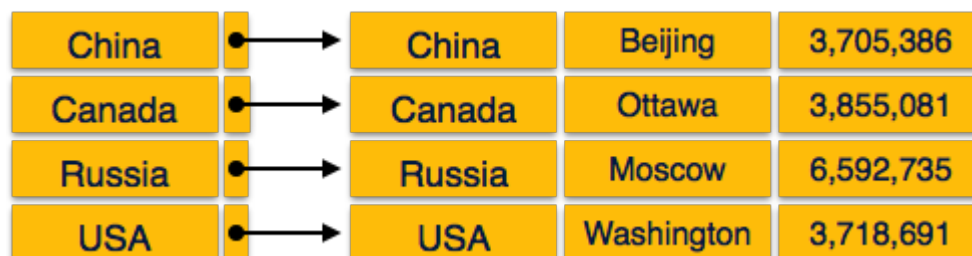 China China Beijing 3,705,386
Canada Canada Ottawa 3,855,081
Russia Russia Moscow 6,592,735
USA USA Washington 3,718,691